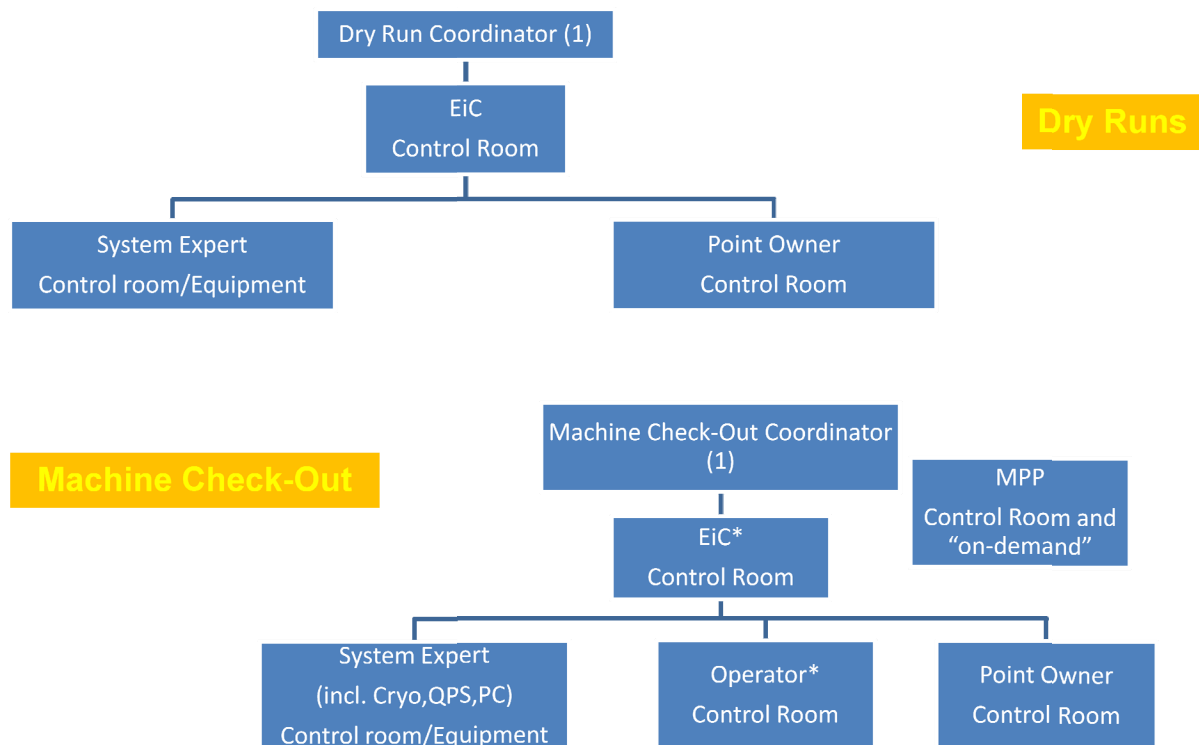 Dry Run Coordinator (1)
EiC
Control Room
Dry Runs
System Expert
Control room/Equipment
Point Owner
Control Room
Machine Check-Out
Machine Check-Out Coordinator
(1)
MPP
Control Room and
“on-demand”
EiC*
Control Room
System Expert
(incl. Cryo,QPS,PC)
Control room/Equipment
Operator*
Control Room
Point Owner
Control Room